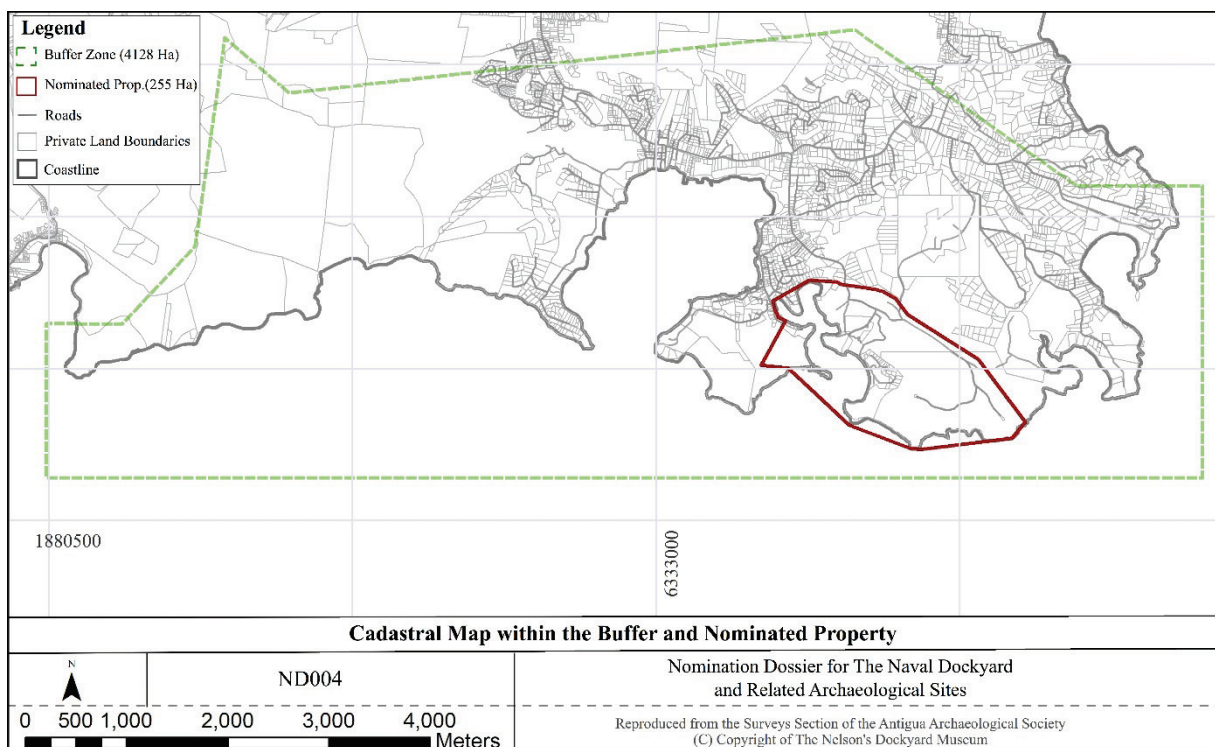 Legend
Buffer Zone (4128 Ha)
Nominated Prop.(255 Ha)
Roads
Private Land Boundaries
Coastline
1880500
6333000
Cadastral Map within the Buffer and Nominated Property
N
ND004
0 500 1,000 2,000 3,000 4,000
Meters
Nomination Dossier for The Naval Dockyard
and Related Archaeological Sites
Reproduced from the Surveys Section of the Antigua Archaeological Society
(C) Copyright of The Nelson's Dockyard Museum